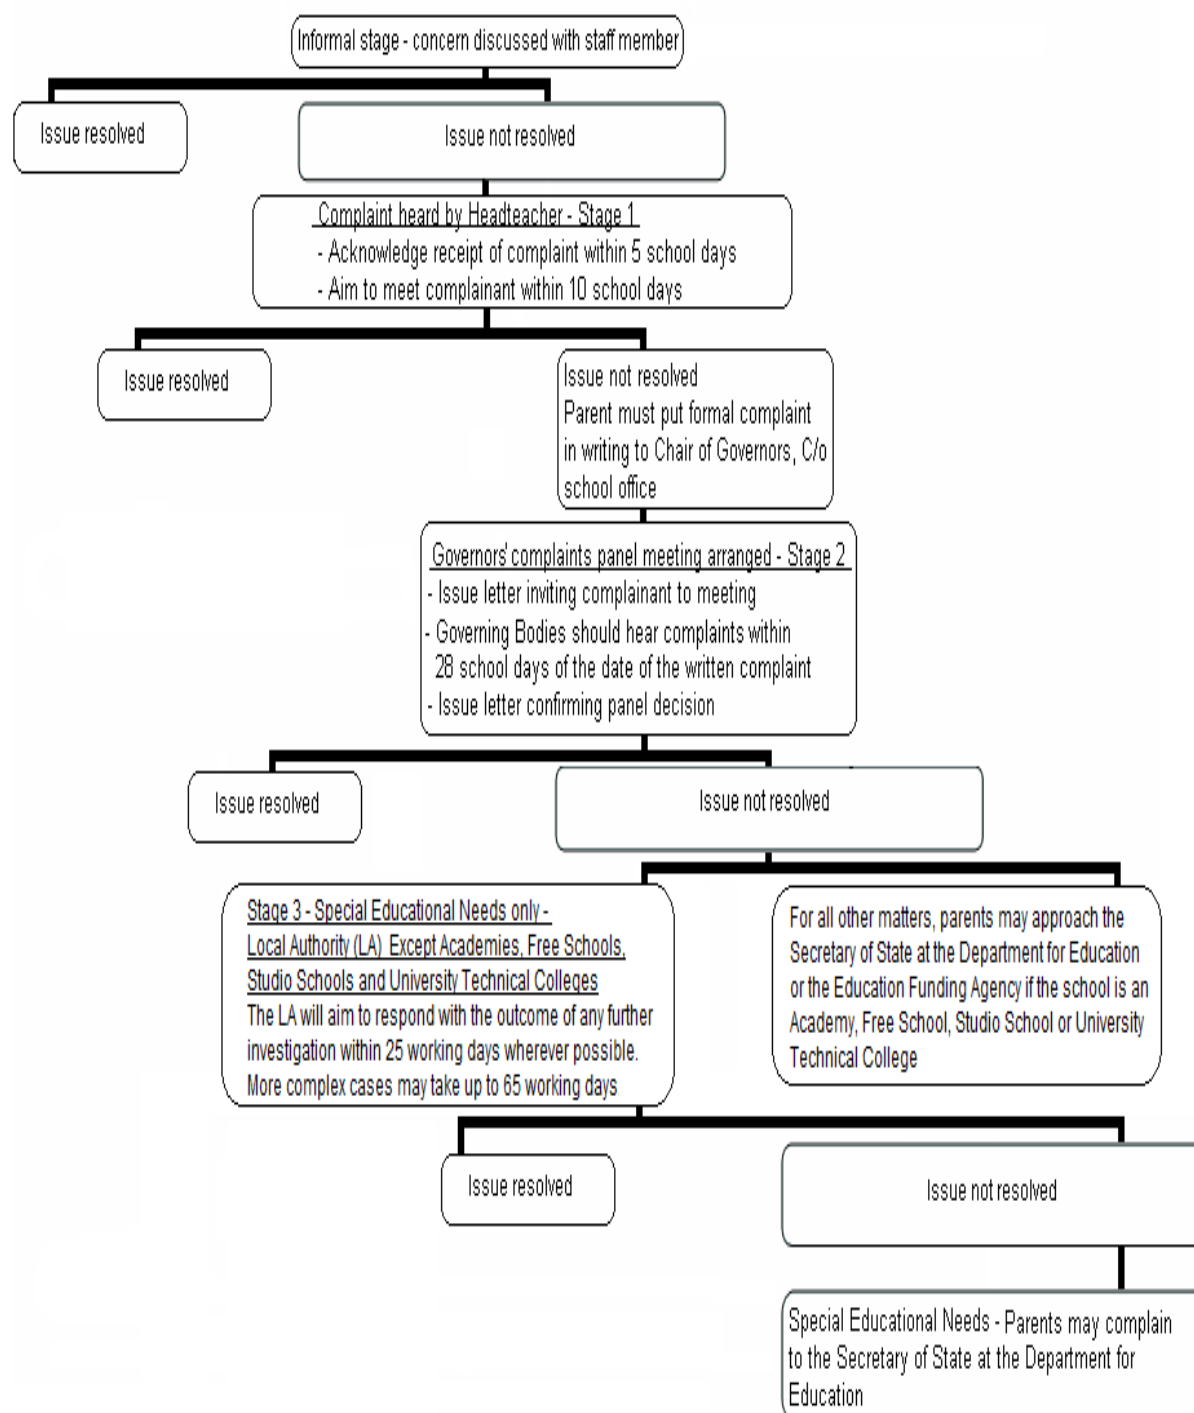 Informal stage - concern discussed with staff member
Issue resolved
Issue not resolved
Complaint heard by Headteacher - Stage 1
- Acknowledge receipt of complaint within 5 school days
- Aim to meet complainant within 10 school days
Issue resolved
Issue not resolved
Parent must put formal complaint
in writing to Chair of Governors, C/o
school office
Governors' complaints panel meeting arranged - Stage 2
- Issue letter inviting complainant to meeting
- Governing Bodies should hear complaints within
28 school days of the date of the written complaint
- Issue letter confirming panel decision
Issue resolved
Issue not resolved
Stage 3 - Special Educational Needs only -
Local Authority (LA) Except Academies, Free Schools,
Studio Schools and University Technical Colleges
The LA will aim to respond with the outcome of any further
investigation within 25 working days wherever possible.
More complex cases may take up to 65 working days
For all other matters, parents may approach the
Secretary of State at the Department for Education
or the Education Funding Agency if the school is an
Academy, Free School, Studio School or University
Technical College
Issue resolved
Issue not resolved
Special Educational Needs - Parents may complain
to the Secretary of State at the Department for
Education